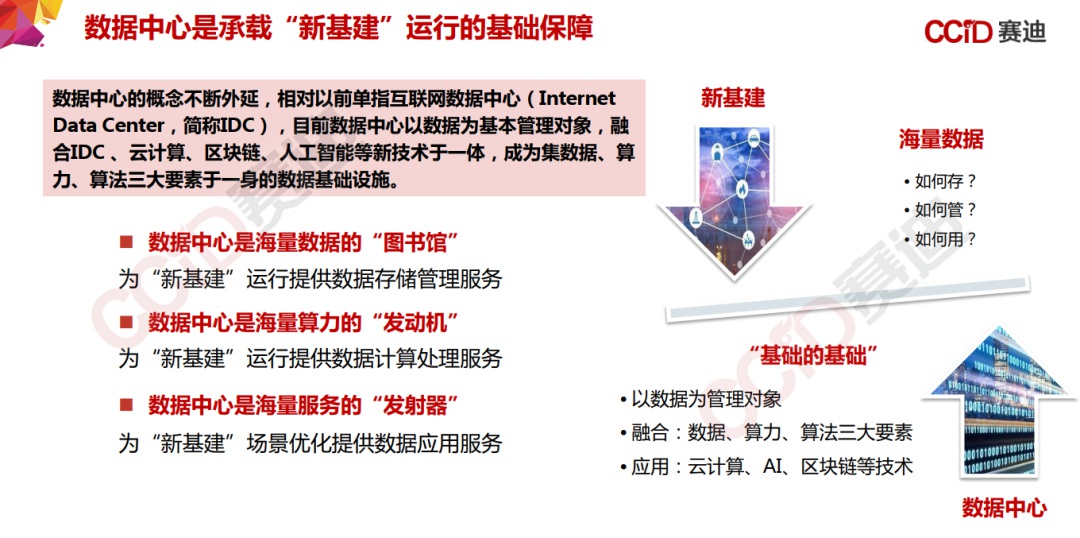 数据中心是承载“新基建”运行的基础保障
CCiD 赛迪
数据中心的概念不断外延，相对以前单指互联网数据中心（Internet
Data Center，简称IDC），目前数据中心以数据为基本管理对象，融
合IDC 、云计算、区块链、人工智能等新技术于一体，成为集数据、算
力、算法三大要素于一身的数据基础设施。
■ 数据中心是海量数据的“图书馆”
为“新基建”运行提供数据存储管理服务
■ 数据中心是海量算力的“发动机”
为“新基建”运行提供数据计算处理服务
■ 数据中心是海量服务的“发射器”
为“新基建”场景优化提供数据应用服务
新基建
海量数据
• 如何存？
• 如何管？
• 如何用？
“基础的基础”
• 以数据为管理对象
• 融合：数据、算力、算法三大要素
• 应用：云计算、AI、区块链等技术
数据中心
CCiD赛迪
CCiD赛迪